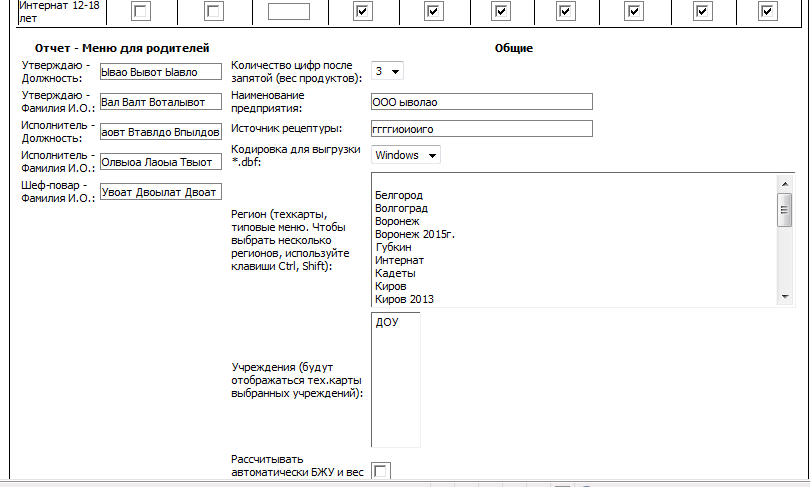 Интернат 12-18
лет
Отчет - Меню для родителей
Общие
Утверждаю -
Должность:
Ывао Вывот Ыавло
Количество цифр после
запятой (вес продуктов):
3
Утверждаю -
Фамилия И.О.:
Вал Валт Воталывот
Наименование
предприятия:
ООО ыволао
Исполнитель -
Должность:
аовт Втавлдо Впылдов
Источник рецептуры:
ггггиоиоиго
Исполнитель -
Фамилия И.О.:
Олвыоа Лаоыа Твыот
Кодировка для выгрузки
*.dbf:
Windows
Шеф-повар -
Фамилия И.О.:
Увоат Двоылат Двоат
Регион (техкарты,
типовые меню. Чтобы
выбрать несколько
регионов, используйте
клавиши Ctrl, Shift):
Белгород
Волгоград
Воронеж
Воронеж 2015г.
Губкин
Интернат
Кадеты
Киров
Киров 2013
Учреждения (будут
отображаться тех.карты
выбранных учреждений):
ДОУ
Рассчитывать
автоматически БЖУ и вес